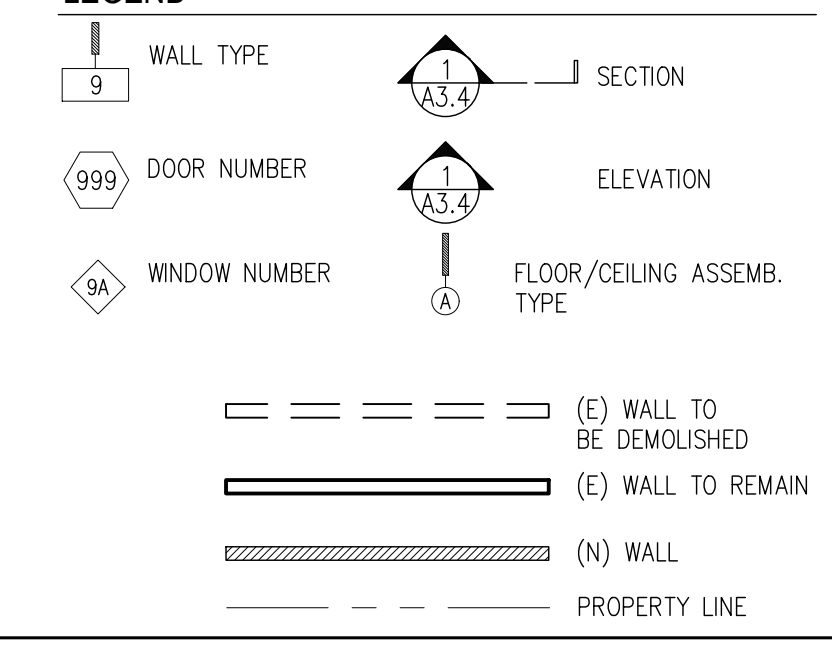 LEGEND
WALL TYPE
9
1
A3.4
SECTION
999
DOOR NUMBER
1
A3.4
ELEVATION
9A
WINDOW NUMBER
A
FLOOR/CEILING ASSEMB.
TYPE
(E) WALL TO
BE DEMOLISHED
(E) WALL TO REMAIN
(N) WALL
PROPERTY LINE